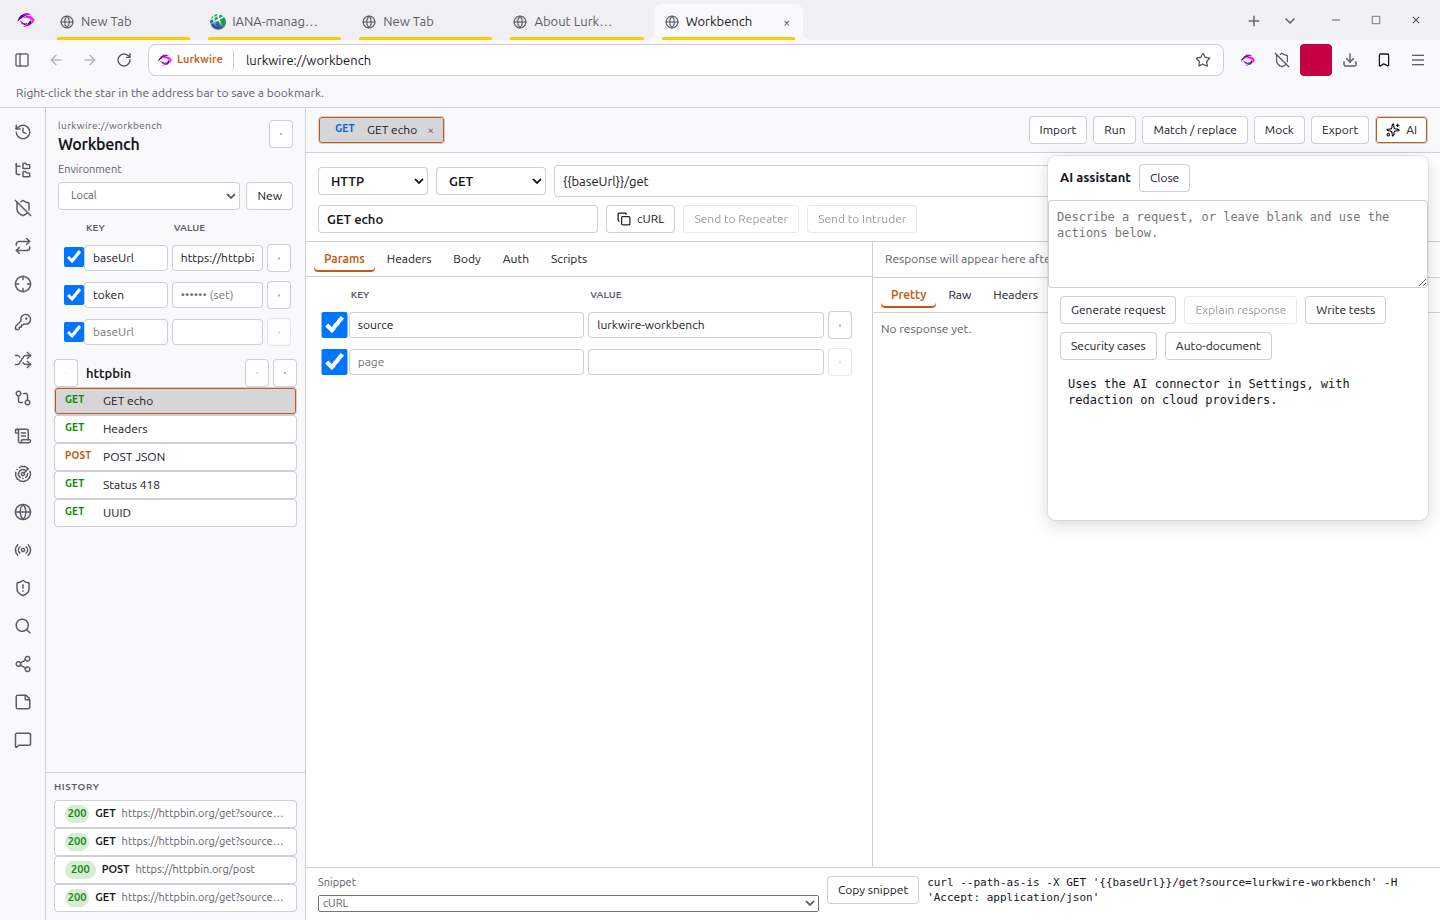 New Tab
IANA-manag...
New Tab
About Lurk...
Workbench
Lurkwire
lurkwire://workbench
Right-click the star in the address bar to save a bookmark.
lurkwire://workbench
Workbench
Environment
Local
New
KEY VALUE
baseUrl https://httpbi
token •••••• (set)
baseUrl
httpbin
GET GET echo
GET Headers
POST POST JSON
GET Status 418
GET UUID
HISTORY
200 GET https://httpbin.org/get?source...
200 GET https://httpbin.org/get?source...
200 POST https://httpbin.org/post
200 GET https://httpbin.org/get?source...
GET GET echo
Import
Run
Match / replace
Mock
Export
AI
HTTP
GET
{{baseUrl}}/get
GET echo
cURL
Send to Repeater
Send to Intruder
Params
Headers
Body
Auth
Scripts
KEY VALUE
source lurkwire-workbench
page
Response will appear here afte
Pretty
Raw
Headers
No response yet.
AI assistant
Close
Describe a request, or leave blank and use the
actions below.
Generate request
Explain response
Write tests
Security cases
Auto-document
Uses the AI connector in Settings, with
redaction on cloud providers.
Snippet
cURL
Copy snippet
curl --path-as-is -X GET '{{baseUrl}}/get?source=lurkwire-workbench' -H
'Accept: application/json'